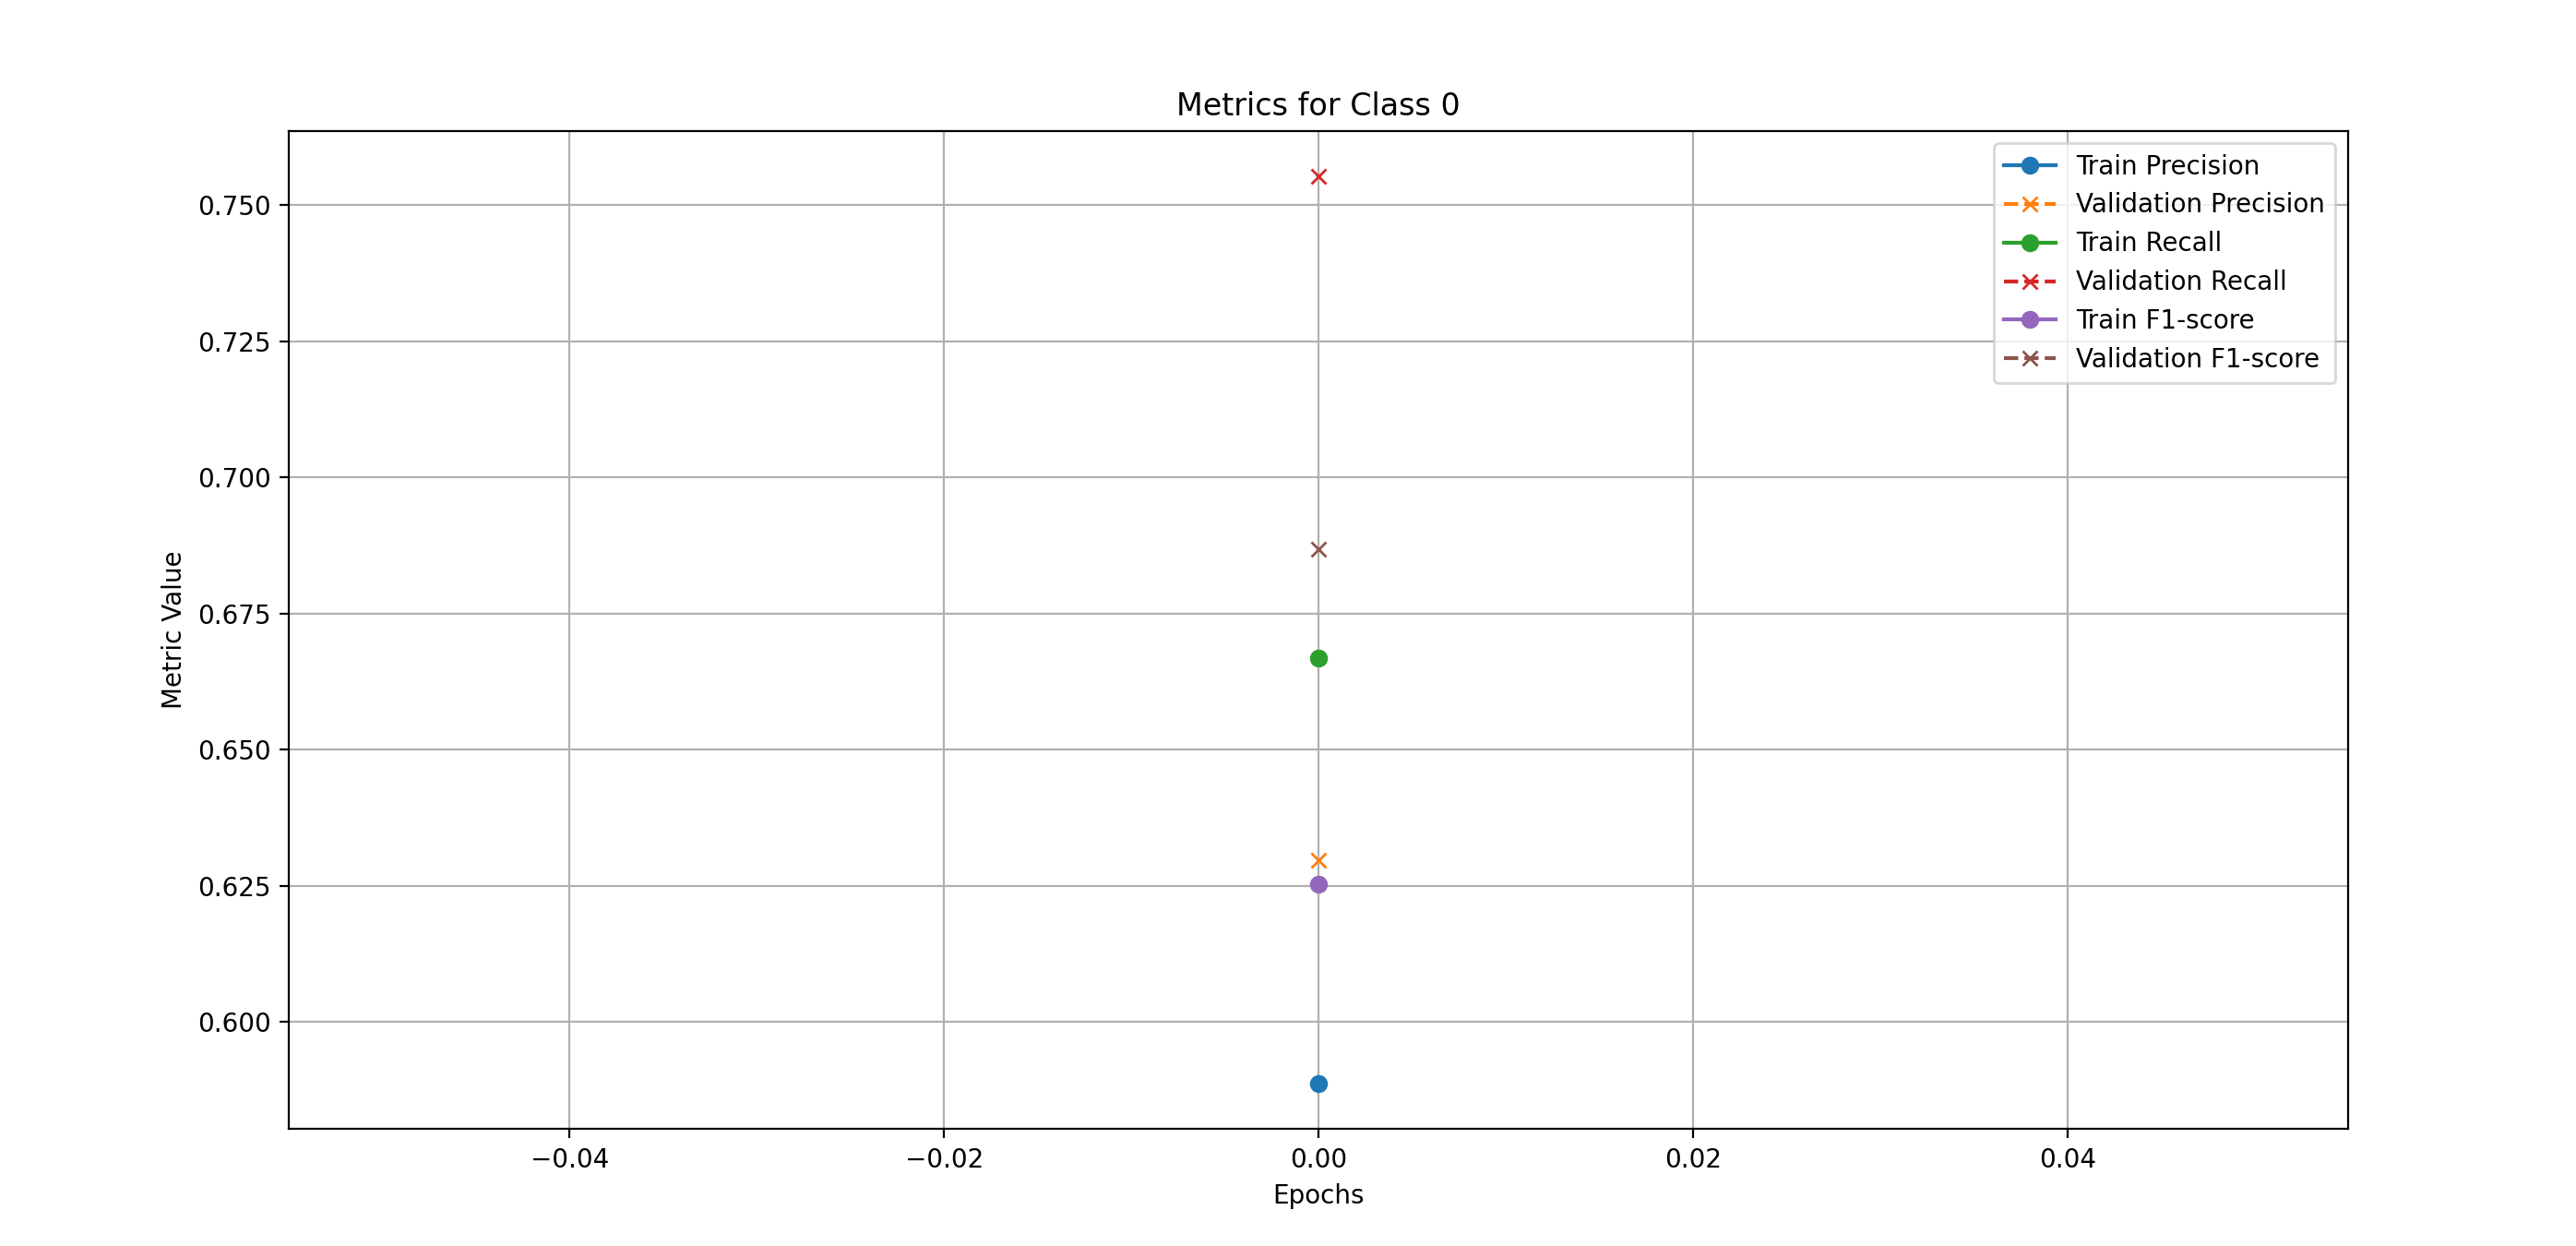 Metrics for Class 0
Train Precision
Validation Precision
Train Recall
Validation Recall
Train F1-score
Validation F1-score
0.750
0.725
0.700
0.675
0.650
0.625
0.600
Metric Value
−0.04
−0.02
0.00
0.02
0.04
Epochs